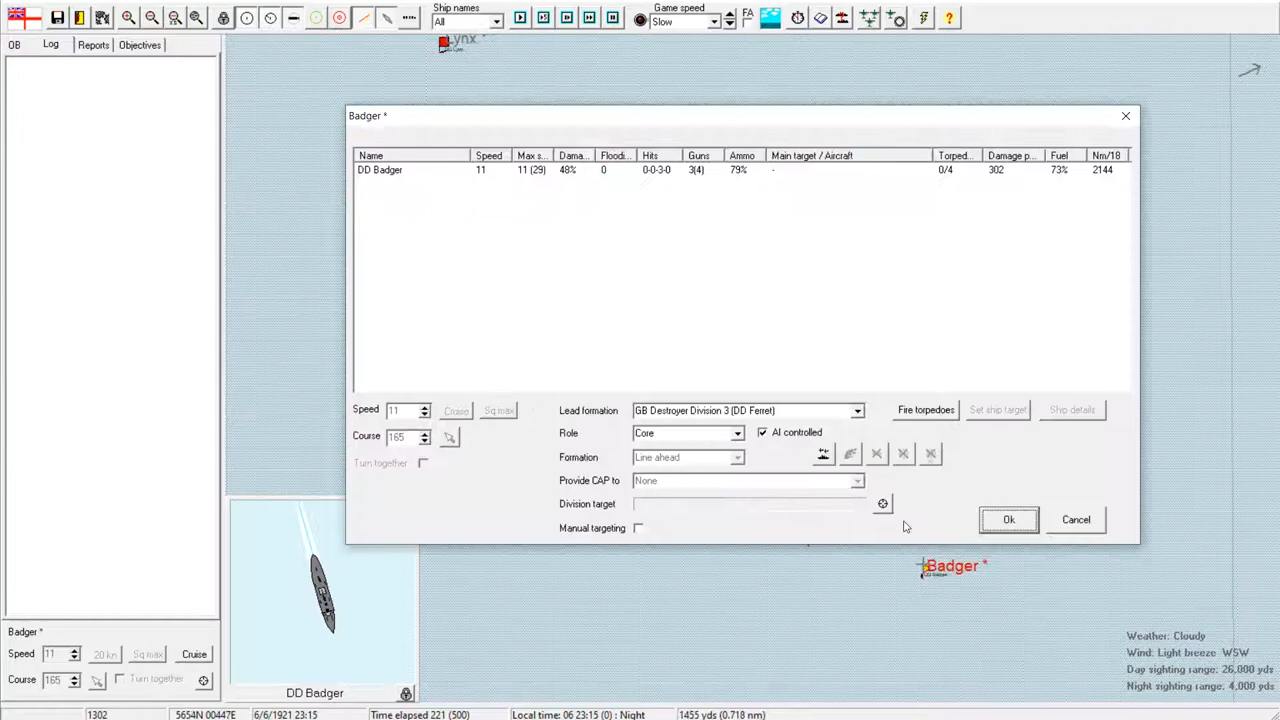 Ship names
All
Game speed
Slow
FA
OB
Log
Reports
Objectives
Lynx *
Badger *
Name Speed Max s... Dama... Floodi... Hits Guns Ammo Main target / Aircraft Torped... Damage p... Fuel Nm/18
DD Badger 11 11 (29) 48% 0 0-0-3-0 3(4) 79% - 0/4 302 73% 2144
Speed 11 Cruise Sq max
Course 165
Turn together
Lead formation GB Destroyer Division 3 (DD Ferret)
Role Core AI controlled
Formation Line ahead
Provide CAP to None
Division target
Manual targeting
Fire torpedoes Set ship target Ship details
Ok Cancel
Badger *
DD Badger
Weather: Cloudy
Wind: Light breeze WSW
Day sighting range: 26,000 yds
Night sighting range: 4,000 yds
Badger *
Speed 11 20 kn Sq max Cruise
Course 165 Turn together
DD Badger
1302 5654N 00447E 6/6/1921 23:15 Time elapsed 221 (500) Local time: 06 23:15 (0) : Night 1455 yds (0.718 nm)